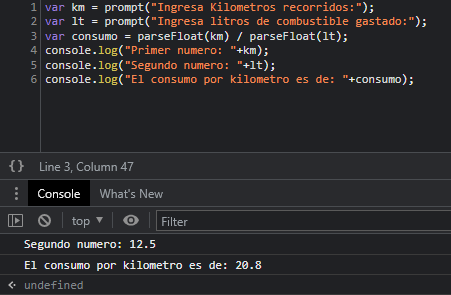 1 var km = prompt("Ingresa Kilometros recorridos:");
2 var lt = prompt("Ingresa litros de combustible gastado:");
3 var consumo = parseFloat(km) / parseFloat(lt);
4 console.log("Primer numero: "+km);
5 console.log("Segundo numero: "+lt);
6 console.log("El consumo por kilometro es de: "+consumo);
{} Line 3, Column 47
Console What's New
top Filter
Segundo numero: 12.5
El consumo por kilometro es de: 20.8
undefined